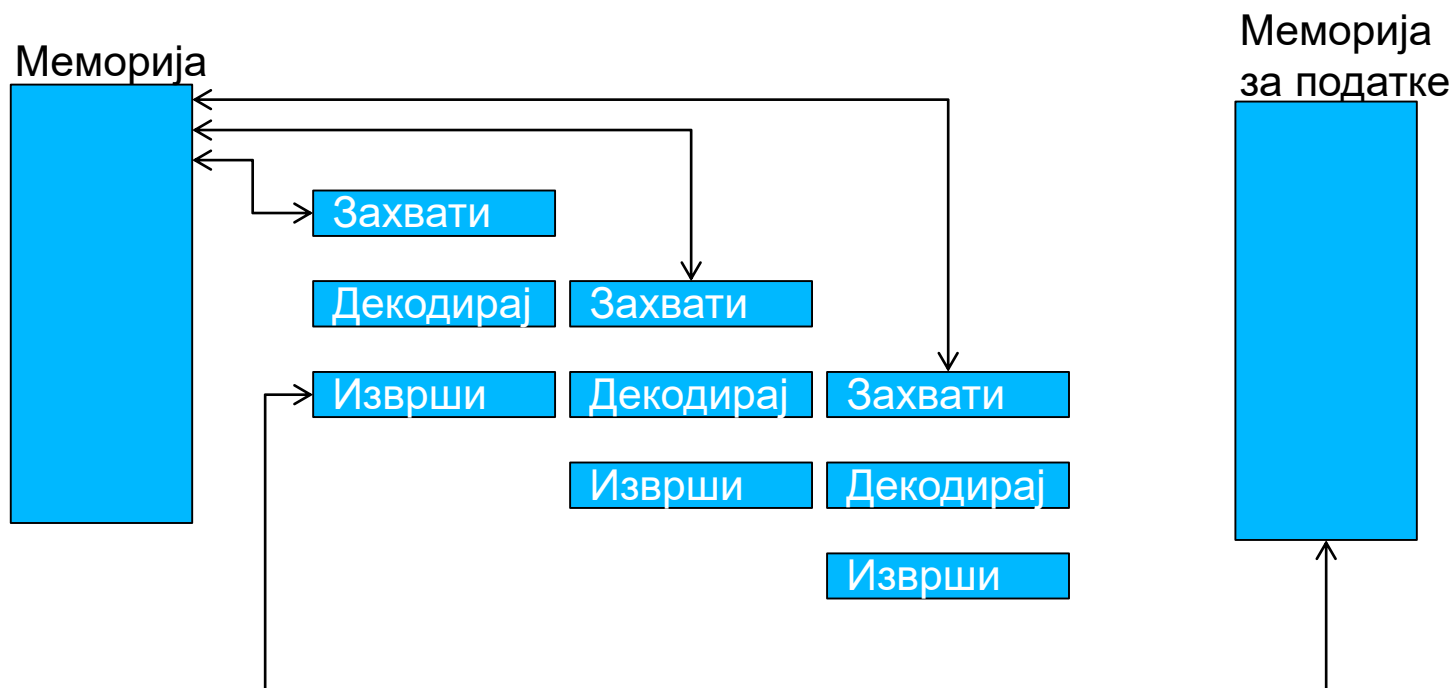 Меморија
Меморија
за податке
Захвати
Декодирај Захвати
Изврши Декодирај Захвати
Изврши Декодирај
Изврши